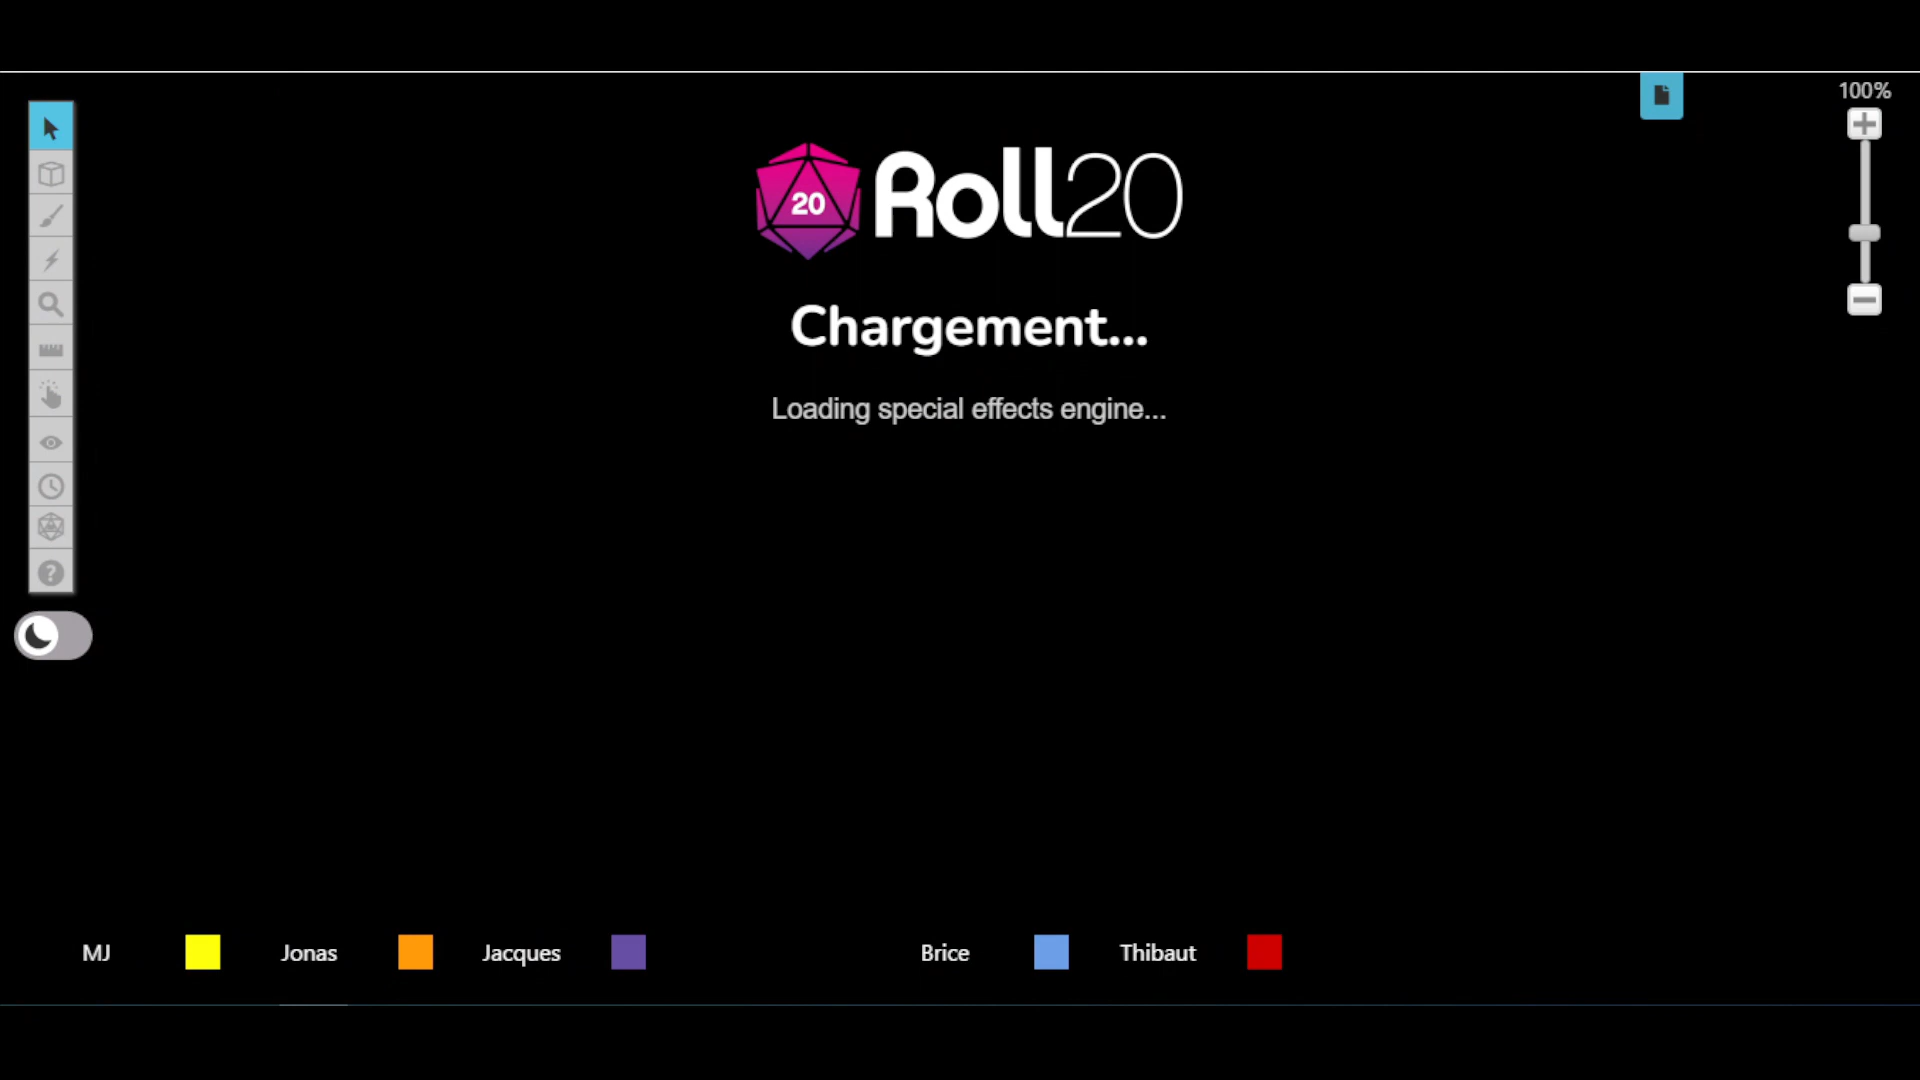 100%
20 Roll20
Chargement...
Loading special effects engine...
?
MJ Jonas Jacques Brice Thibaut